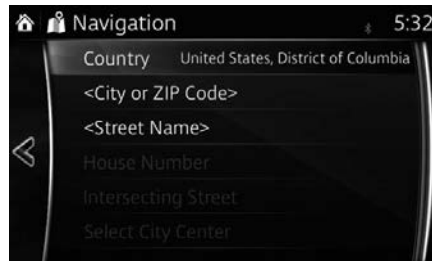 Navigation 5:32
Country United States, District of Columbia
<City or ZIP Code>
<Street Name>
House Number
Intersecting Street
Select City Center